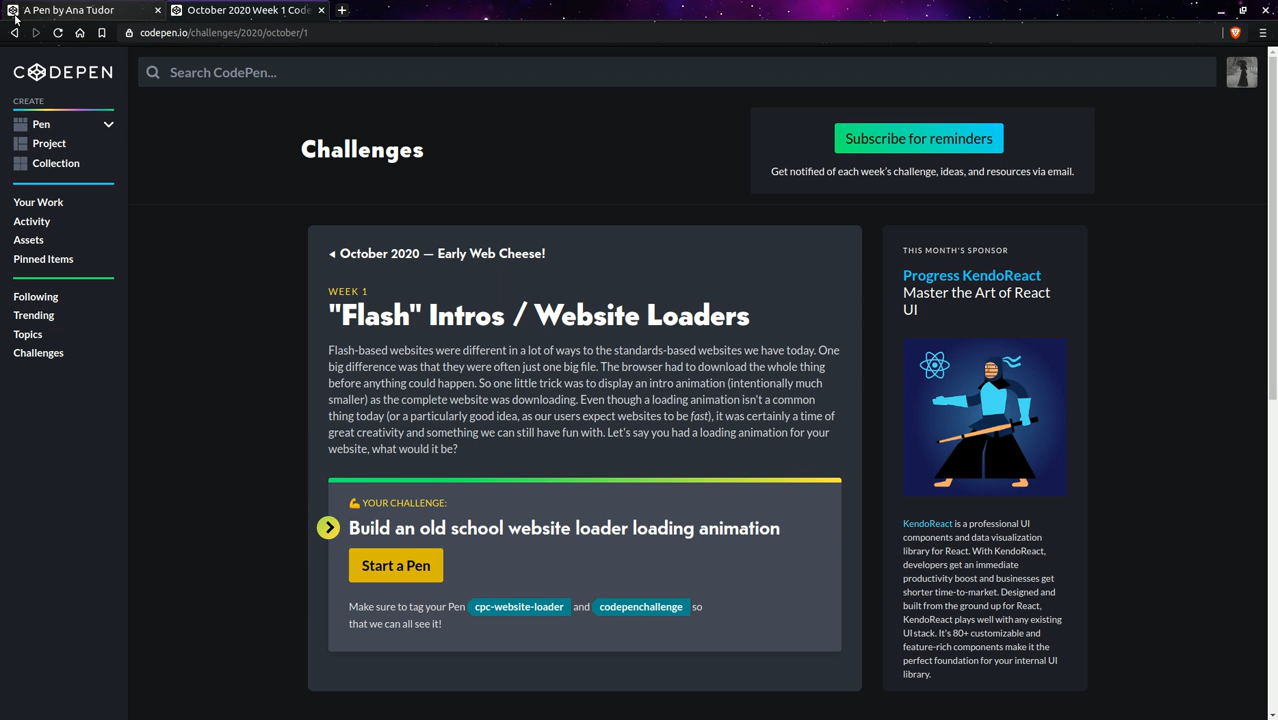 A Pen by Ana Tudor
October 2020 Week 1 Code
codepen.io/challenges/2020/october/1
CODEPEN
Search CodePen...
CREATE
Pen
Project
Collection
Your Work
Activity
Assets
Pinned Items
Following
Trending
Topics
Challenges
Challenges
Subscribe for reminders
Get notified of each week's challenge, ideas, and resources via email.
October 2020 — Early Web Cheese!
WEEK 1
"Flash" Intros / Website Loaders
Flash-based websites were different in a lot of ways to the standards-based websites we have today. One
big difference was that they were often just one big file. The browser had to download the whole thing
before anything could happen. So one little trick was to display an intro animation (intentionally much
smaller) as the complete website was downloading. Even though a loading animation isn't a common
thing today (or a particularly good idea, as our users expect websites to be fast), it was certainly a time of
great creativity and something we can still have fun with. Let's say you had a loading animation for your
website, what would it be?
💪 YOUR CHALLENGE:
Build an old school website loader loading animation
Start a Pen
Make sure to tag your Pen cpc-website-loader and codepenchallenge so
that we can all see it!
THIS MONTH'S SPONSOR
Progress KendoReact
Master the Art of React
UI
KendoReact is a professional UI
components and data visualization
library for React. With KendoReact,
developers get an immediate
productivity boost and businesses get
shorter time-to-market. Designed and
built from the ground up for React,
KendoReact plays well with any existing
UI stack. It's 80+ customizable and
feature-rich components make it the
perfect foundation for your internal UI
library.